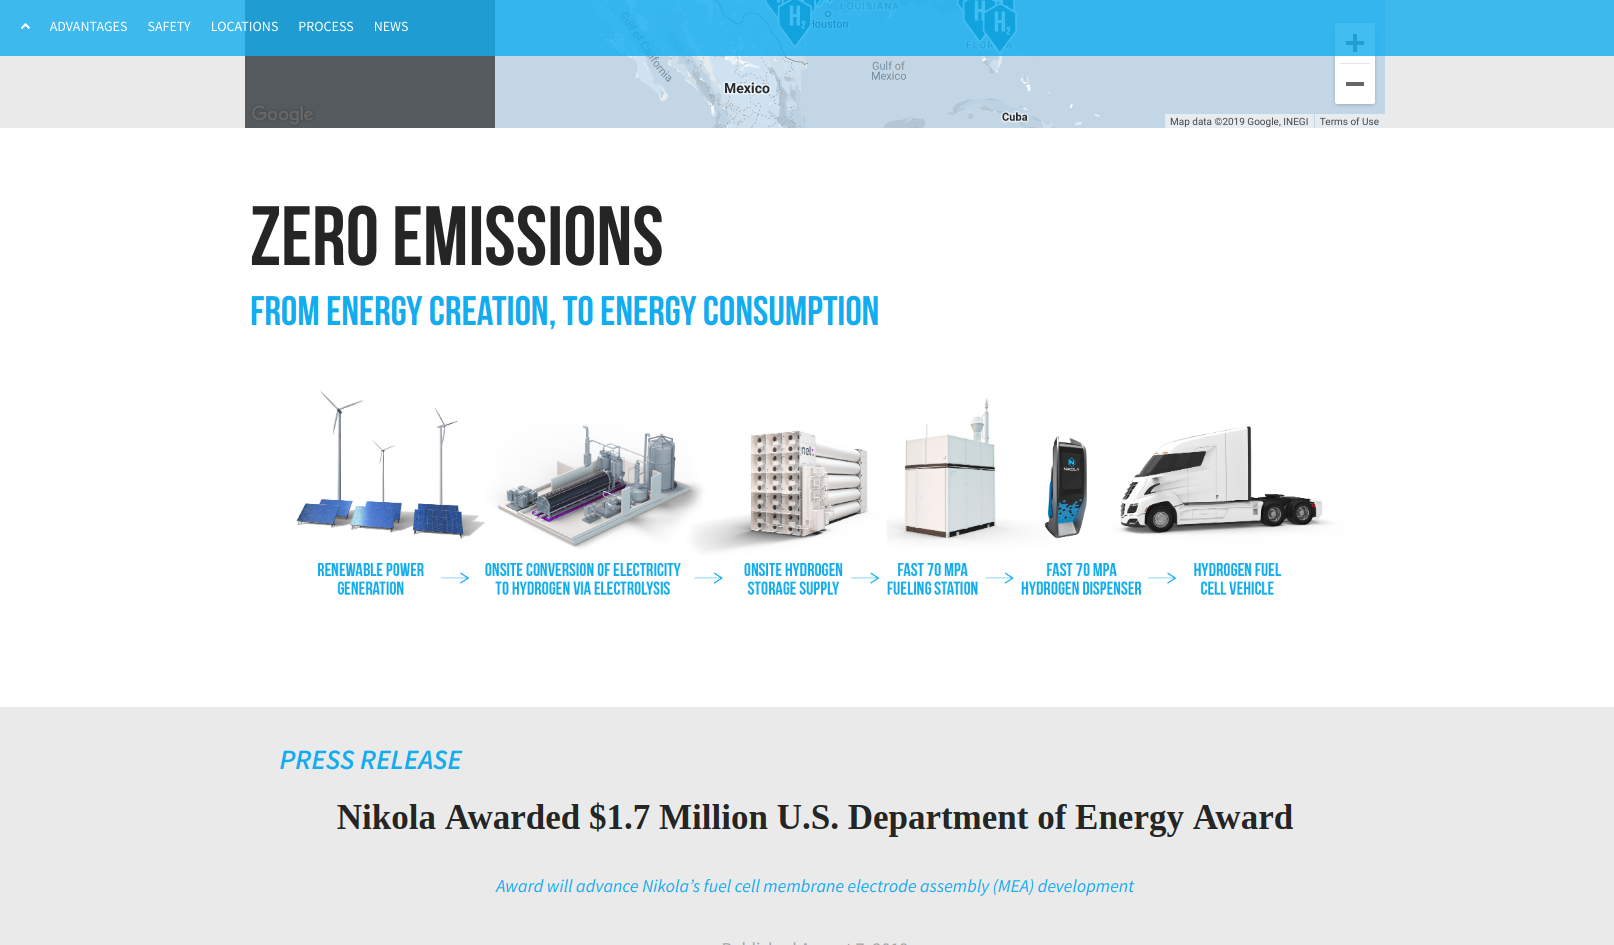 ADVANTAGES SAFETY LOCATIONS PROCESS NEWS
LOUISIANA
H2 Houston H2
FLORIDA
Gulf of California
Gulf of
Mexico
Mexico
Google
Cuba
Map data ©2019 Google, INEGI Terms of Use
ZERO EMISSIONS
FROM ENERGY CREATION, TO ENERGY CONSUMPTION
nel
NIKOLA
RENEWABLE POWER
GENERATION
ONSITE CONVERSION OF ELECTRICITY
TO HYDROGEN VIA ELECTROLYSIS
ONSITE HYDROGEN
STORAGE SUPPLY
FAST 70 MPA
FUELING STATION
FAST 70 MPA
HYDROGEN DISPENSER
HYDROGEN FUEL
CELL VEHICLE
PRESS RELEASE
Nikola Awarded $1.7 Million U.S. Department of Energy Award
Award will advance Nikola’s fuel cell membrane electrode assembly (MEA) development